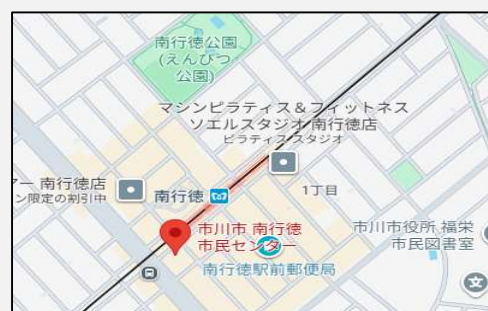 南行徳公園
(えんぴつ
公園)
マシンピラティス&フィットネス
ソエルスタジオ 南行徳店
ピラティススタジオ
アー 南行徳店
ン限定の割引中
南行徳
1丁目
市川市 南行徳
市民センター
市川市役所 福栄
市民図書室
南行徳駅前郵便局
文